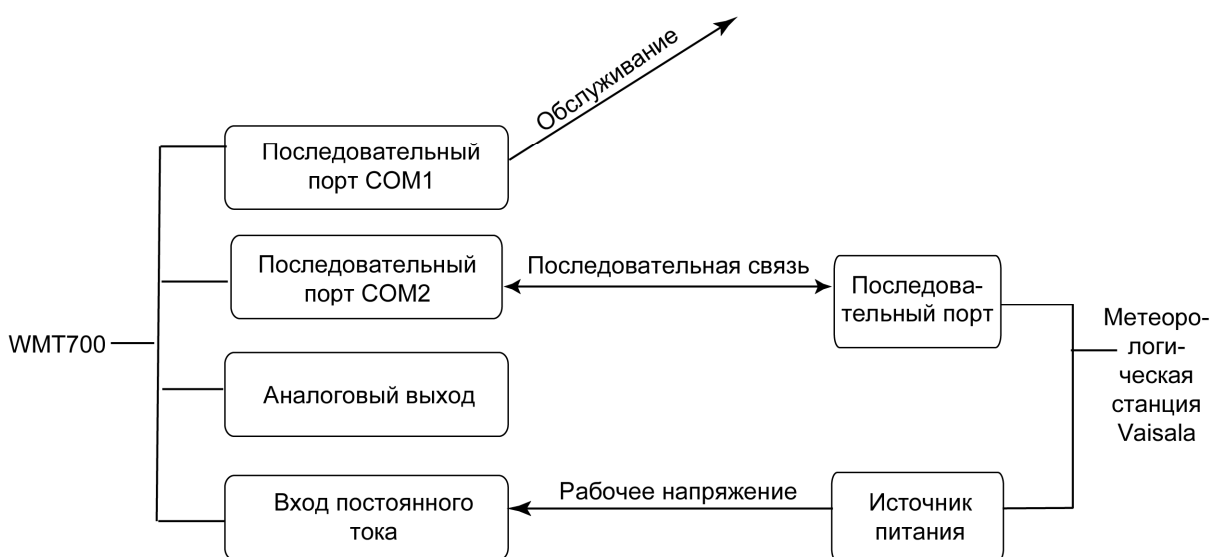 Обслуживание
Последовательный
порт COM1
Последовательный
порт COM2
Последовательная связь
Последова-
тельный порт
WMT700
Метеоро-
логи-
ческая
станция
Vaisala
Аналоговый выход
Вход постоянного
тока
Рабочее напряжение
Источник
питания